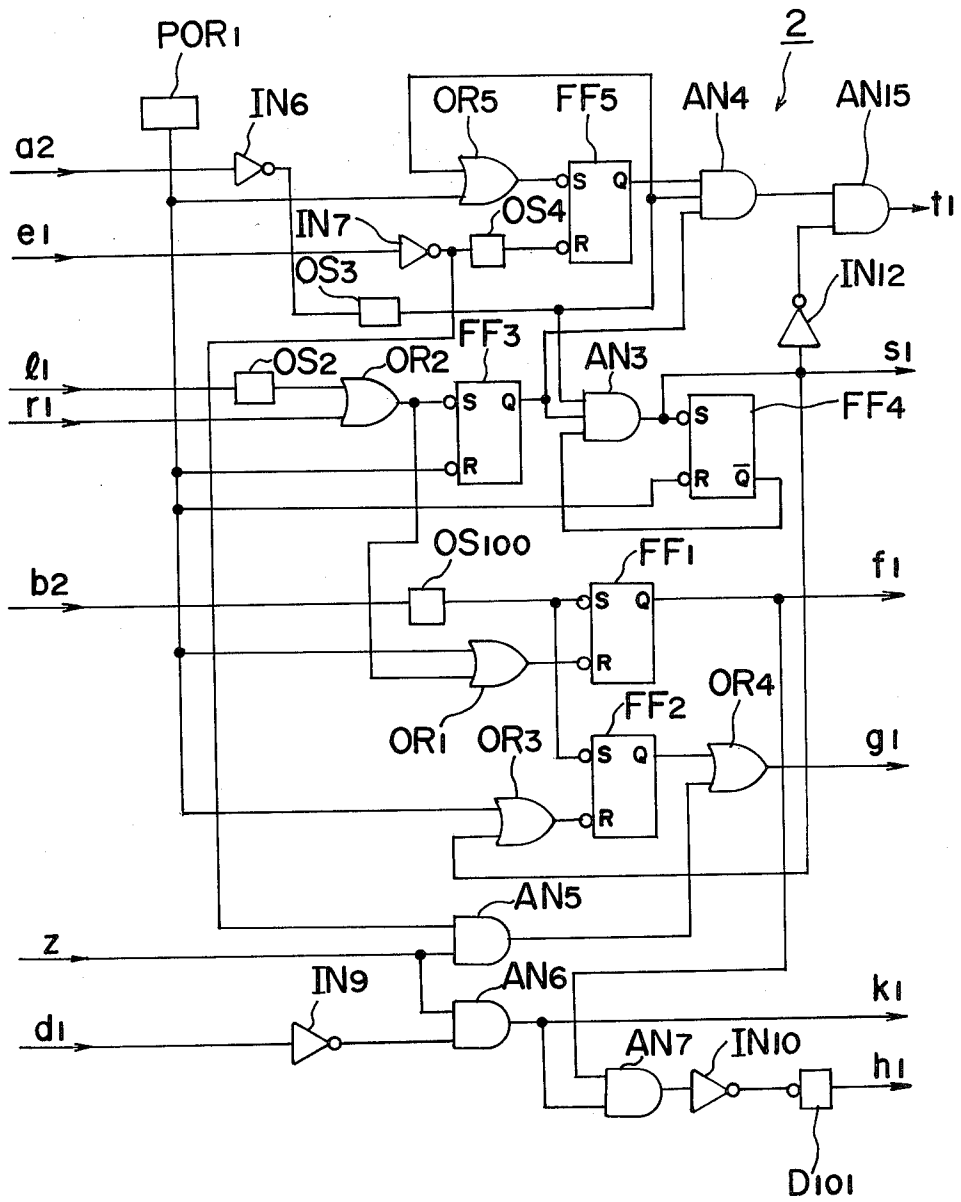 2
POR1
IN6
OR5
FF5
AN4
AN15
a2
t1
e1
IN7
OS4
S Q
R
OS3
IN12
FF3
AN3
s1
l1
OS2
OR2
r1
S Q
R
FF4
S
R Q̅
OS100
FF1
f1
b2
S Q
R
OR1
OR3
FF2
OR4
S Q
R
g1
AN5
z
AN6
IN9
k1
d1
AN7
IN10
h1
D101